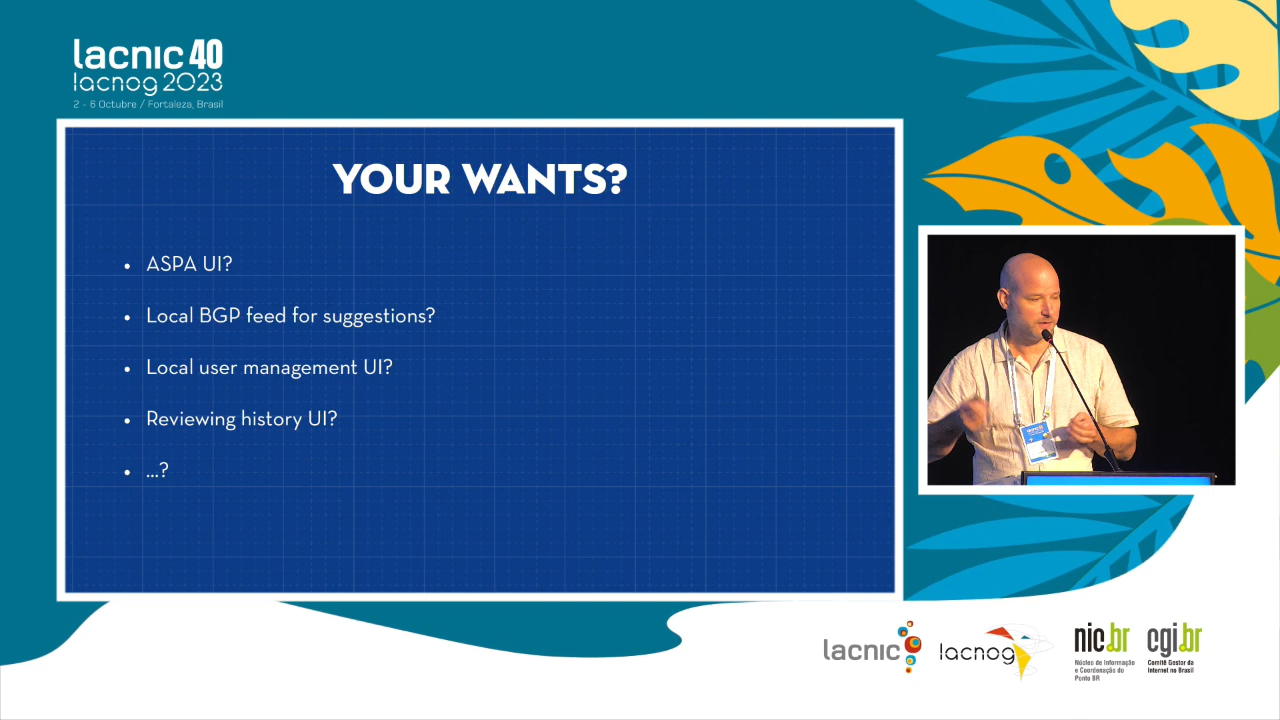 lacnic 40
lacnog 2023
2 - 6 Octubre / Fortaleza, Brasil
YOUR WANTS?
• ASPA UI?
• Local BGP feed for suggestions?
• Local user management UI?
• Reviewing history UI?
• ...?
lacnic
lacnog
nic.br
Núcleo de Informação
e Coordenação do
Ponto BR
cgi.br
Comitê Gestor da
Internet no Brasil